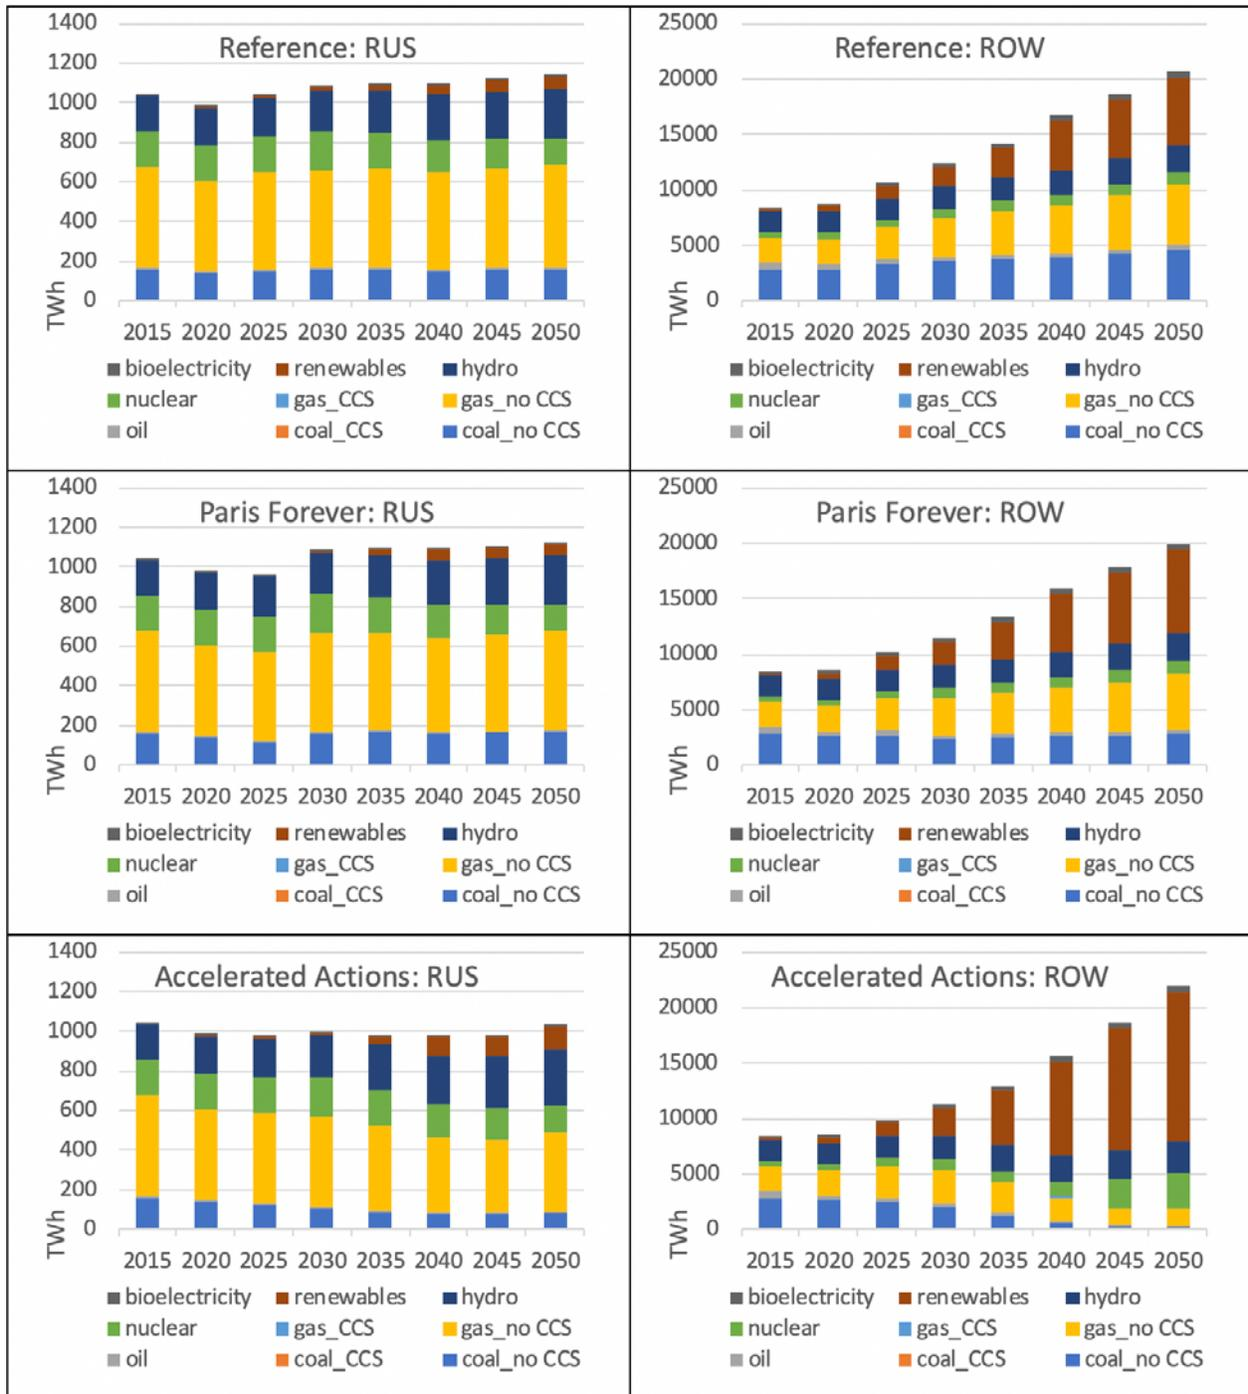 Reference: RUS
1400
1200
1000
800
600
400
200
0
TWh
2015 2020 2025 2030 2035 2040 2045 2050
bioelectricity renewables hydro
nuclear gas_CCS gas_no CCS
oil coal_CCS coal_no CCS
Reference: ROW
25000
20000
15000
10000
5000
0
TWh
2015 2020 2025 2030 2035 2040 2045 2050
bioelectricity renewables hydro
nuclear gas_CCS gas_no CCS
oil coal_CCS coal_no CCS
Paris Forever: RUS
1400
1200
1000
800
600
400
200
0
TWh
2015 2020 2025 2030 2035 2040 2045 2050
bioelectricity renewables hydro
nuclear gas_CCS gas_no CCS
oil coal_CCS coal_no CCS
Paris Forever: ROW
25000
20000
15000
10000
5000
0
TWh
2015 2020 2025 2030 2035 2040 2045 2050
bioelectricity renewables hydro
nuclear gas_CCS gas_no CCS
oil coal_CCS coal_no CCS
Accelerated Actions: RUS
1400
1200
1000
800
600
400
200
0
TWh
2015 2020 2025 2030 2035 2040 2045 2050
bioelectricity renewables hydro
nuclear gas_CCS gas_no CCS
oil coal_CCS coal_no CCS
Accelerated Actions: ROW
25000
20000
15000
10000
5000
0
TWh
2015 2020 2025 2030 2035 2040 2045 2050
bioelectricity renewables hydro
nuclear gas_CCS gas_no CCS
oil coal_CCS coal_no CCS